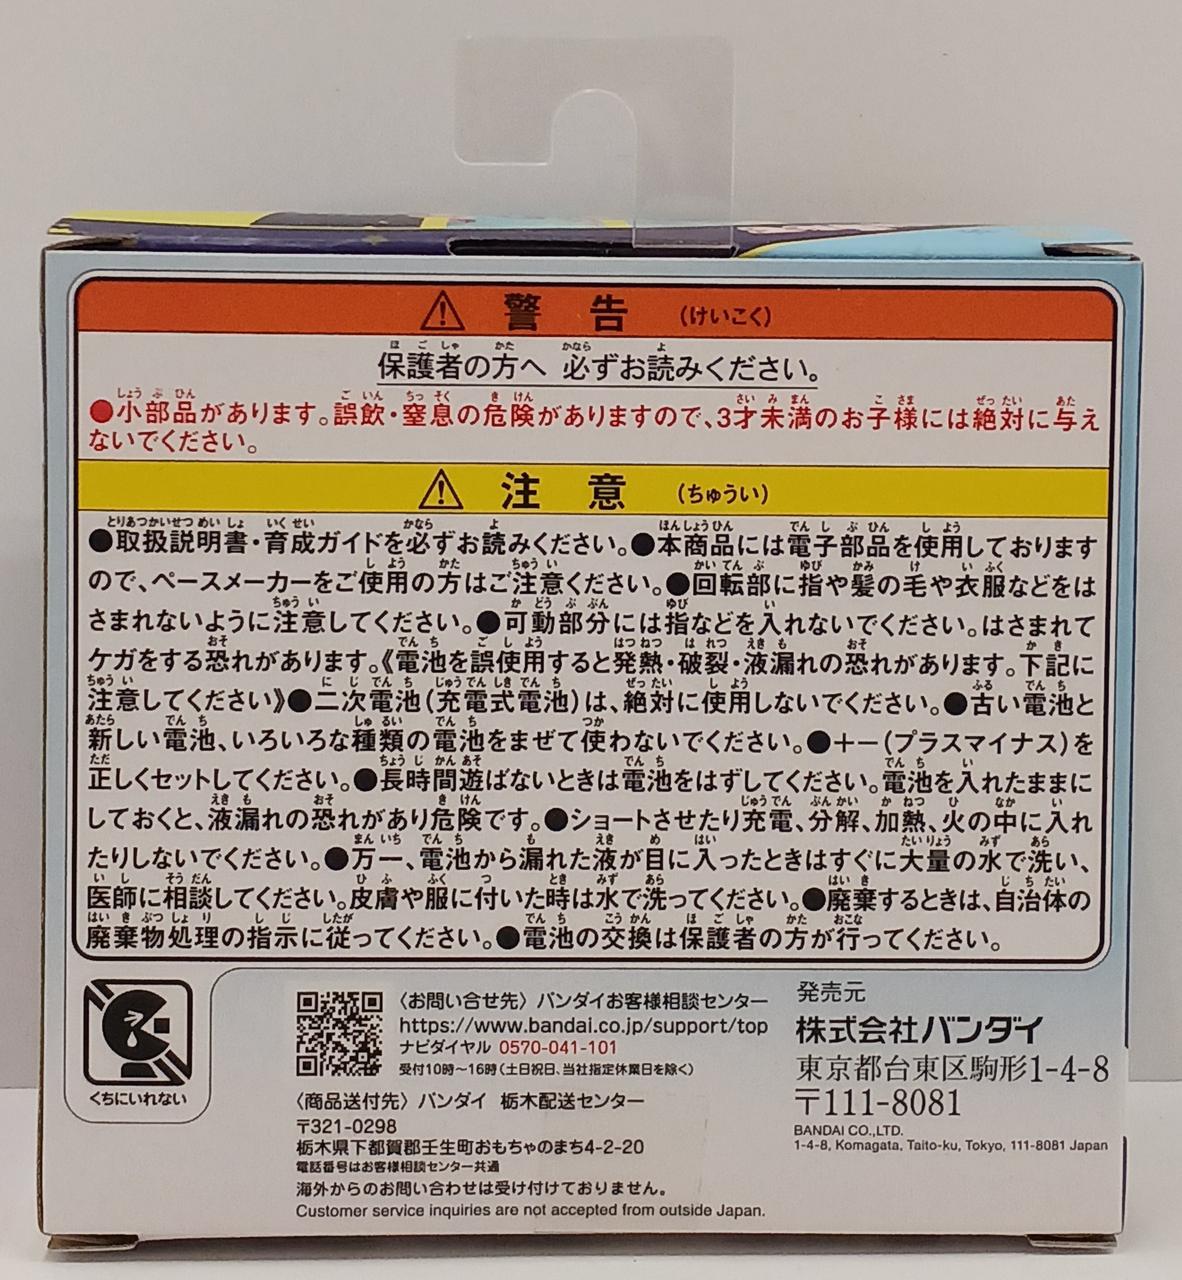 警告 (けいこく)
保護者の方へ 必ずお読みください。
●小部品があります。誤飲・窒息の危険がありますので、3才未満のお子様には絶対に与え
ないでください。
注意 (ちゅうい)
●取扱説明書・育成ガイドを必ずお読みください。●本商品には電子部品を使用しております
ので、ペースメーカーをご使用の方はご注意ください。●回転部に指や髪の毛や衣服などをは
さまれないように注意してください。●可動部分には指などを入れないでください。はさまれて
ケガをする恐れがあります。《電池を誤使用すると発熱・破裂・液漏れの恐れがあります。下記に
注意してください》●二次電池(充電式電池)は、絶対に使用しないでください。●古い電池と
新しい電池、いろいろな種類の電池をまぜて使わないでください。●+−(プラスマイナス)を
正しくセットしてください。●長時間遊ばないときは電池をはずしてください。電池を入れたままに
しておくと、液漏れの恐れがあり危険です。●ショートさせたり充電、分解、加熱、火の中に入れ
たりしないでください。●万一、電池から漏れた液が目に入ったときはすぐに大量の水で洗い、
医師に相談してください。皮膚や服に付いた時は水で洗ってください。●廃棄するときは、自治体の
廃棄物処理の指示に従ってください。●電池の交換は保護者の方が行ってください。
くちにいれない
〈お問い合せ先〉バンダイお客様相談センター
https://www.bandai.co.jp/support/top
ナビダイヤル 0570-041-101
受付10時〜16時(土日祝日、当社指定休業日を除く)
〈商品送付先〉バンダイ 栃木配送センター
〒321-0298
栃木県下都賀郡壬生町おもちゃのまち4-2-20
電話番号はお客様相談センター共通
海外からのお問い合わせは受け付けておりません。
Customer service inquiries are not accepted from outside Japan.
発売元
株式会社バンダイ
東京都台東区駒形1-4-8
〒111-8081
BANDAI CO.,LTD.
1-4-8, Komagata, Taito-ku, Tokyo, 111-8081 Japan